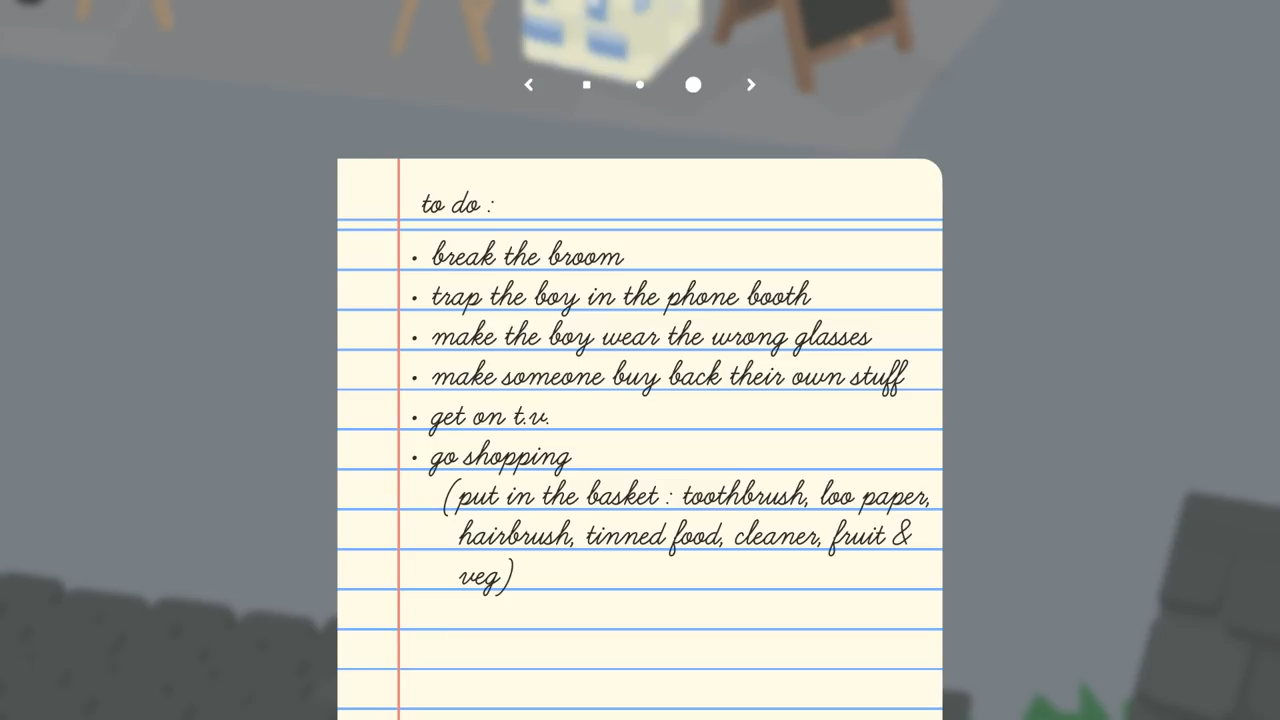 to do :
• break the broom
• trap the boy in the phone booth
• make the boy wear the wrong glasses
• make someone buy back their own stuff
• get on t.v.
• go shopping
(put in the basket : toothbrush, loo paper,
hairbrush, tinned food, cleaner, fruit &
veg)